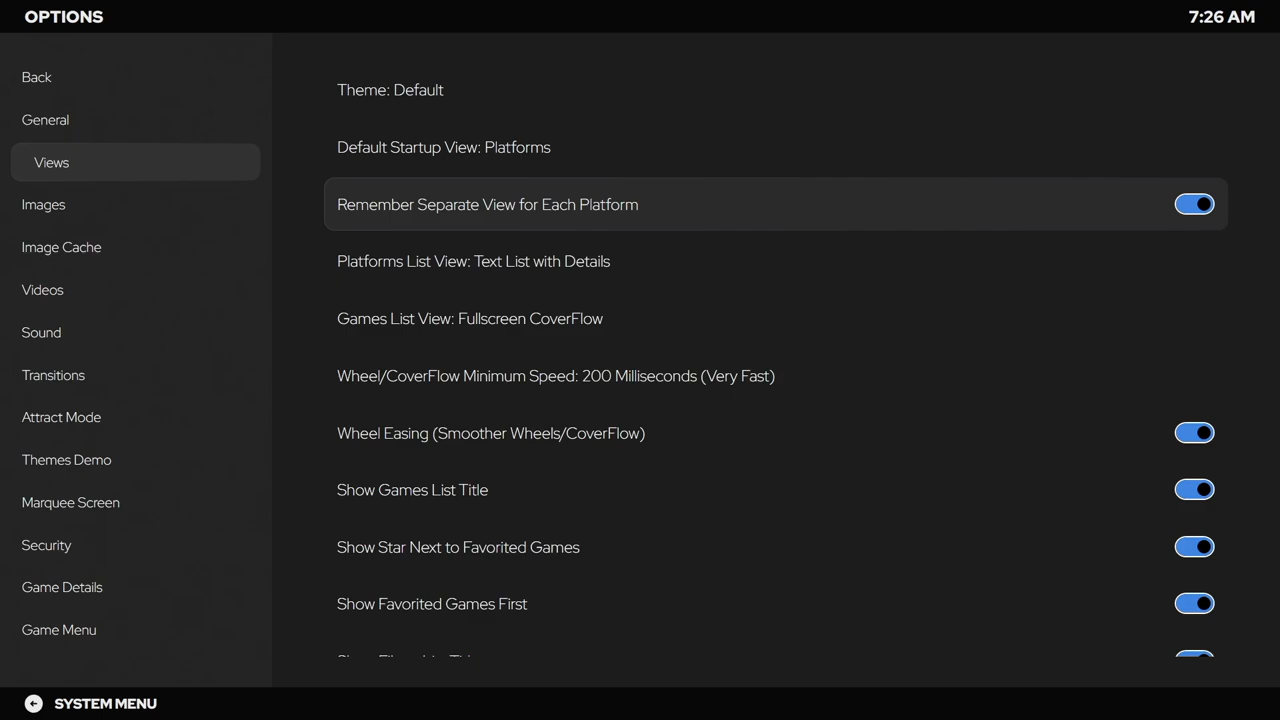 OPTIONS
7:26 AM
Back
General
Views
Images
Image Cache
Videos
Sound
Transitions
Attract Mode
Themes Demo
Marquee Screen
Security
Game Details
Game Menu
Theme: Default
Default Startup View: Platforms
Remember Separate View for Each Platform
Platforms List View: Text List with Details
Games List View: Fullscreen CoverFlow
Wheel/CoverFlow Minimum Speed: 200 Milliseconds (Very Fast)
Wheel Easing (Smoother Wheels/CoverFlow)
Show Games List Title
Show Star Next to Favorited Games
Show Favorited Games First
SYSTEM MENU